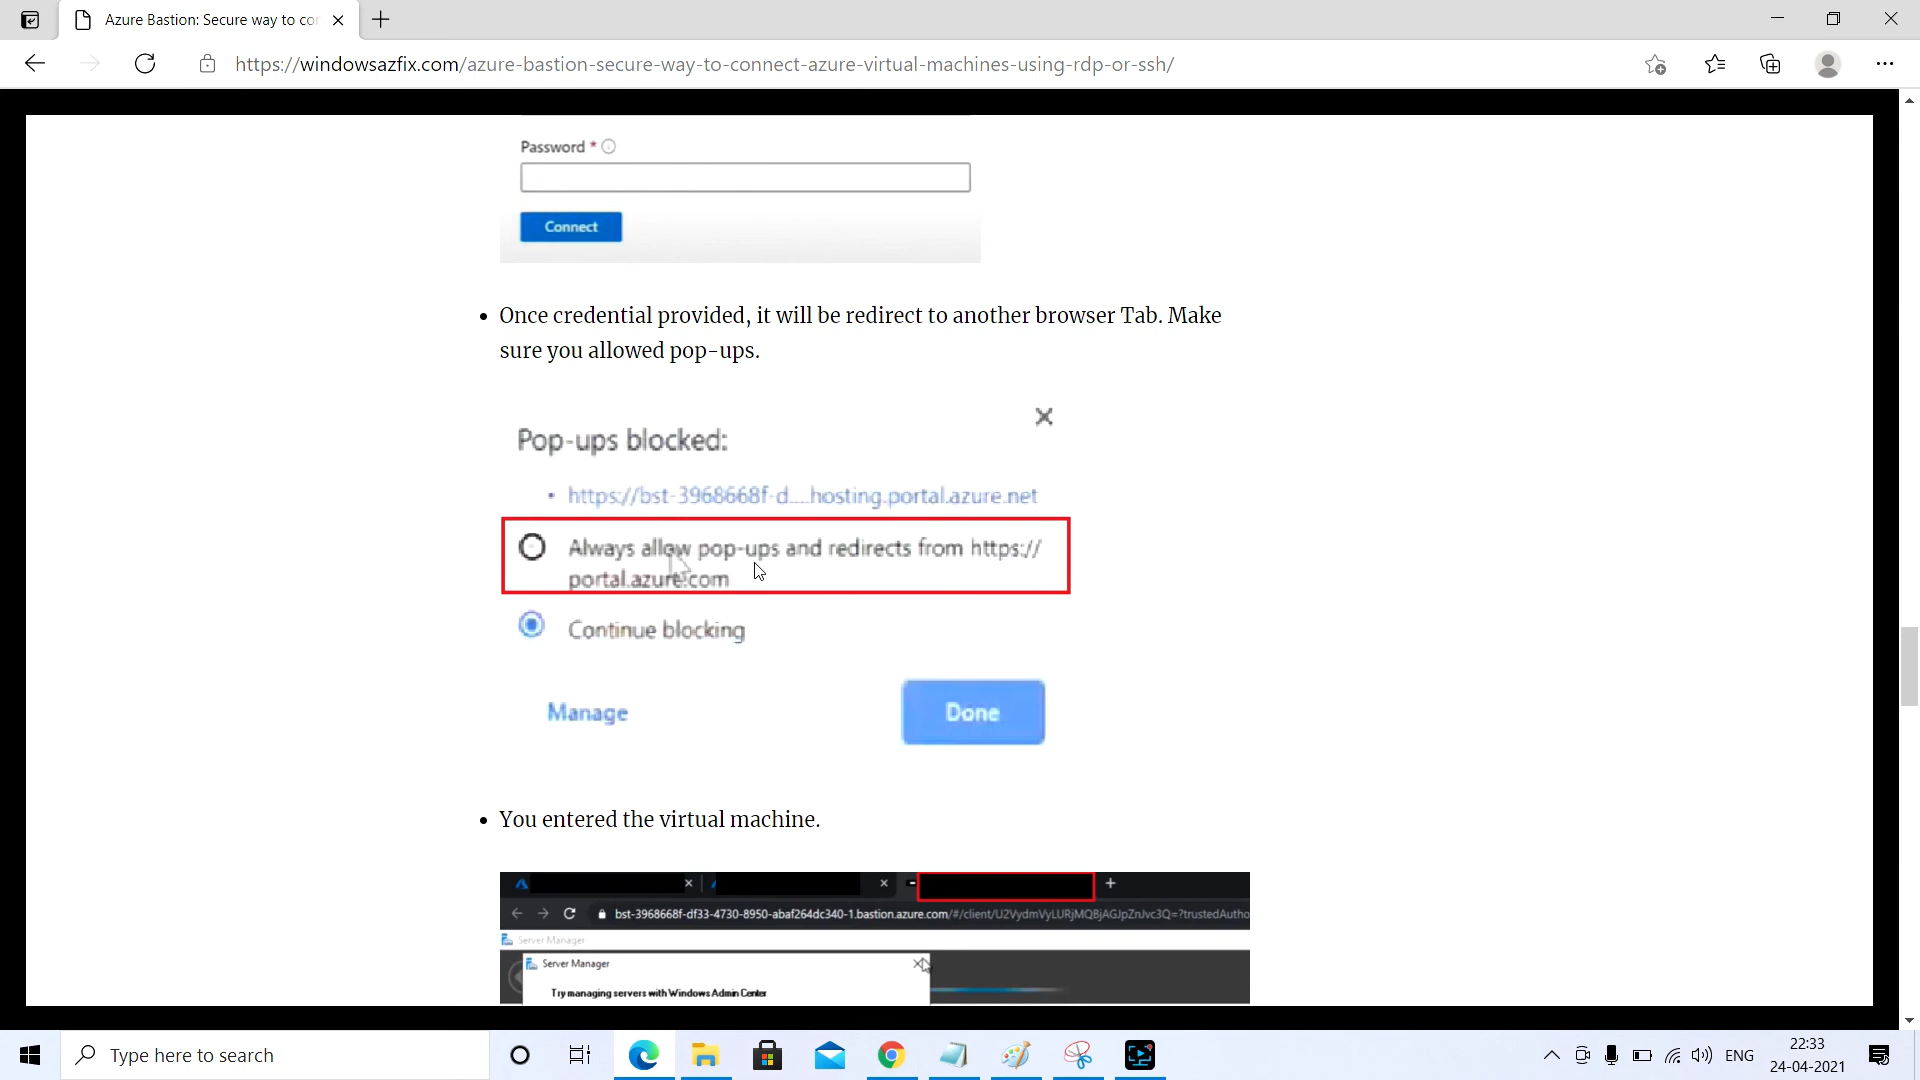 Azure Bastion: Secure way to cor
https://windowsazfix.com/azure-bastion-secure-way-to-connect-azure-virtual-machines-using-rdp-or-ssh/
Password *
Connect
• Once credential provided, it will be redirect to another browser Tab. Make
sure you allowed pop-ups.
Pop-ups blocked:
• https://bst-3968668f-d....hosting.portal.azure.net
Always allow pop-ups and redirects from https://
portal.azure.com
Continue blocking
Manage
Done
• You entered the virtual machine.
bst-3968668f-df33-4730-8950-abaf264dc340-1.bastion.azure.com/#/client/U2VydmVyLURjMQBjAGJpZnJvc3Q=?trustedAutho
Server Manager
Server Manager
Try managing servers with Windows Admin Center
Type here to search
ENG
22:33
24-04-2021